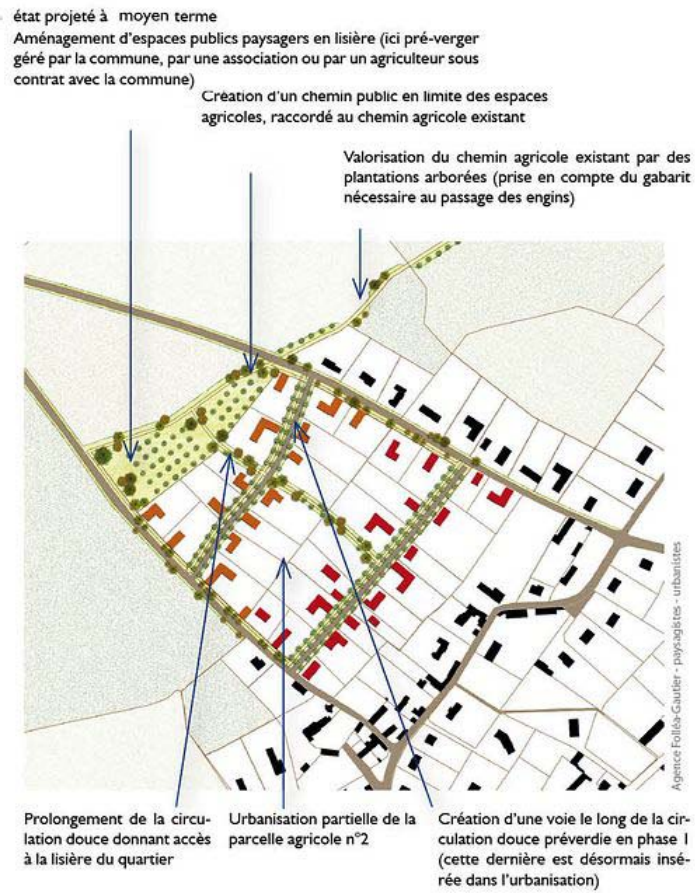 état projeté à moyen terme
Aménagement d'espaces publics paysagers en lisière (ici pré-verger
géré par la commune, par une association ou par un agriculteur sous
contrat avec la commune)
Création d'un chemin public en limite des espaces
agricoles, raccordé au chemin agricole existant
Valorisation du chemin agricole existant par des
plantations arborées (prise en compte du gabarit
nécessaire au passage des engins)
Agence Folléa-Gautier - paysagistes - urbanistes
Prolongement de la circu-
lation douce donnant accès
à la lisière du quartier
Urbanisation partielle de la
parcelle agricole n°2
Création d'une voie le long de la cir-
culation douce préverdie en phase 1
(cette dernière est désormais insé-
rée dans l'urbanisation)